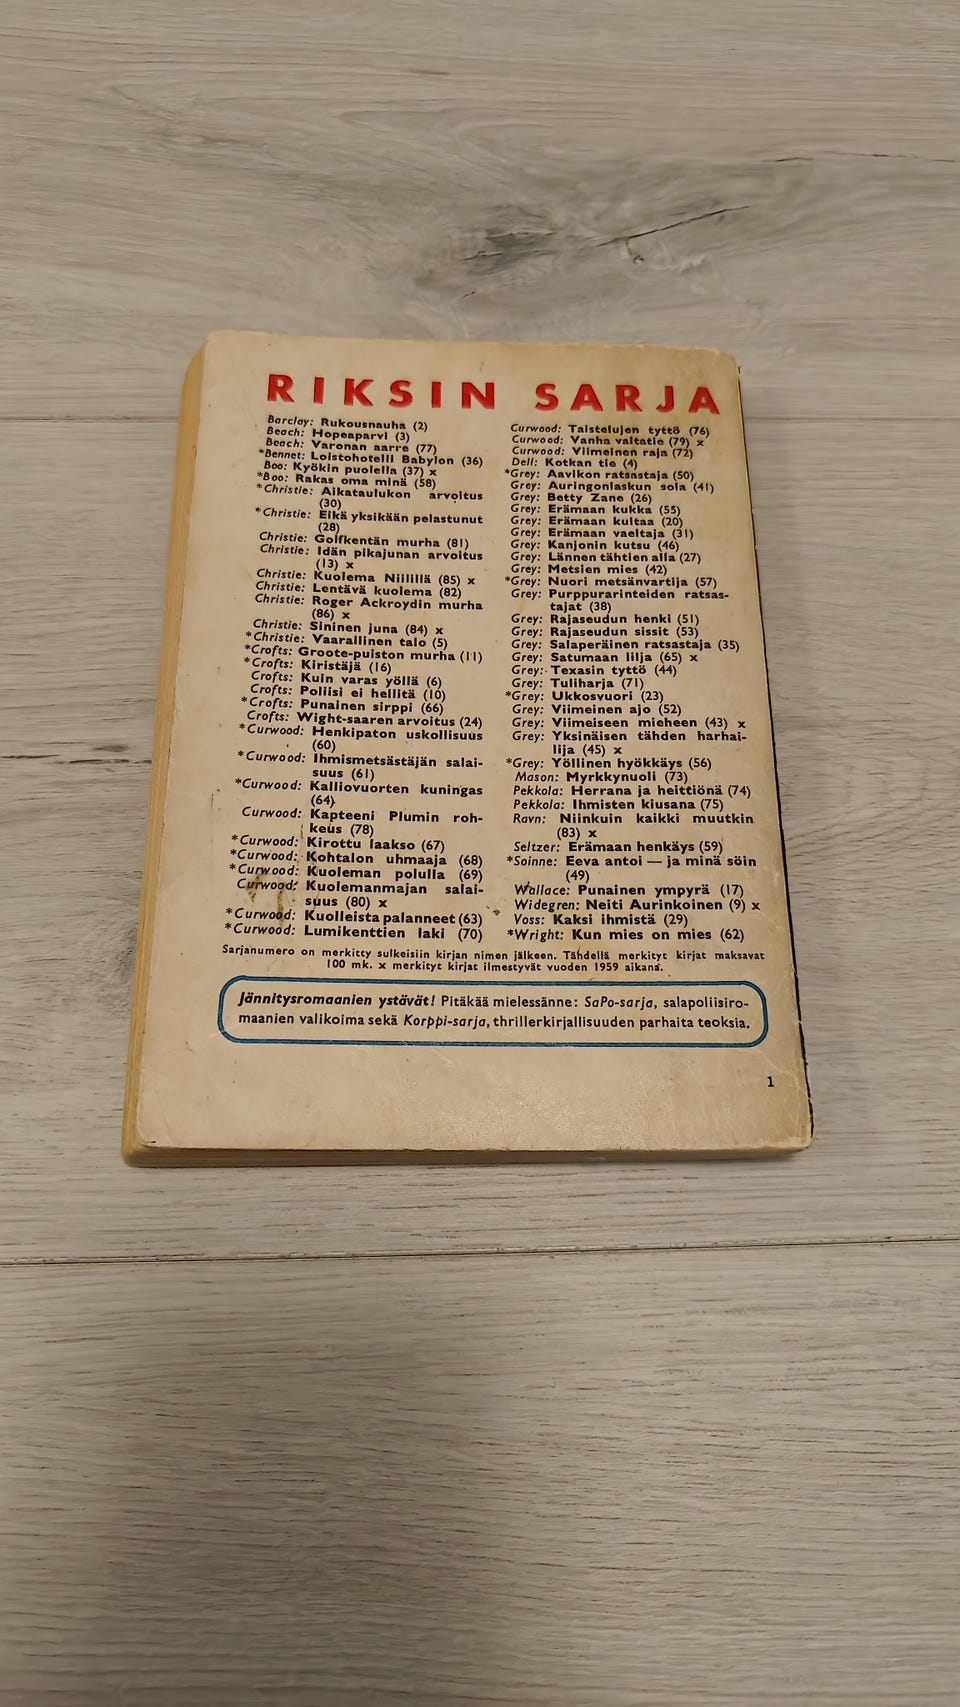 RIKSIN SARJA
Barclay: Rukousnauha (2)
Beach: Hopeaparvi (3)
Beach: Varonan aarre (77)
*Bennet: Loistohotelli Babylon (36)
Boo: Kyökin puolella (37) x
*Boo: Rakas oma minä (58)
*Christie: Aikataulukon arvoitus
(30)
*Christie: Eikä yksikään pelastunut
(28)
Christie: Golfkentän murha (81)
Christie: Idän pikajunan arvoitus
(13) x
Christie: Kuolema Niilillä (85) x
Christie: Lentävä kuolema (82)
Christie: Roger Ackroydin murha
(86) x
Christie: Sininen juna (84) x
*Christie: Vaarallinen talo (5)
*Crofts: Groote-puiston murha (11)
*Crofts: Kiristäjä (16)
Crofts: Kuin varas yöllä (6)
Crofts: Poliisi ei hellitä (10)
*Crofts: Punainen sirppi (66)
Crofts: Wight-saaren arvoitus (24)
*Curwood: Henkipaton uskollisuus
(60)
*Curwood: Ihmismetsästäjän salai-
suus (61)
*Curwood: Kalliovuorten kuningas
(64)
Curwood: Kapteeni Plumin roh-
keus (78)
*Curwood: Kirottu laakso (67)
*Curwood: Kohtalon uhmaaja (68)
*Curwood: Kuoleman polulla (69)
Curwood: Kuolemanmajan salai-
suus (80) x
*Curwood: Kuolleista palanneet (63)
*Curwood: Lumikenttien laki (70)
Curwood: Taistelujen tyttö (76)
Curwood: Vanha valtatie (79) x
Curwood: Viimeinen raja (72)
Dell: Kotkan tie (4)
*Grey: Aavikon ratsastaja (50)
Grey: Auringonlaskun sola (41)
Grey: Betty Zane (26)
Grey: Erämaan kukka (55)
Grey: Erämaan kultaa (20)
Grey: Erämaan vaeltaja (31)
Grey: Kanjonin kutsu (46)
Grey: Lännen tähtien alla (27)
Grey: Metsien mies (42)
*Grey: Nuori metsänvartija (57)
Grey: Purppurarinteiden ratsas-
tajat (38)
Grey: Rajaseudun henki (51)
Grey: Rajaseudun sissit (53)
Grey: Salaperäinen ratsastaja (35)
Grey: Satumaan lilja (65) x
Grey: Texasin tyttö (44)
Grey: Tuliharja (71)
*Grey: Ukkosvuori (23)
Grey: Viimeinen ajo (52)
Grey: Viimeiseen mieheen (43) x
Grey: Yksinäisen tähden harhai-
lija (45) x
*Grey: Yöllinen hyökkäys (56)
Mason: Myrkkynuoli (73)
Pekkola: Herrana ja heittiönä (74)
Pekkola: Ihmisten kiusana (75)
Ravn: Niinkuin kaikki muutkin
(83) x
Seltzer: Erämaan henkäys (59)
*Soinne: Eeva antoi — ja minä söin
(49)
Wallace: Punainen ympyrä (17)
Widegren: Neiti Aurinkoinen (9) x
Voss: Kaksi ihmistä (29)
*Wright: Kun mies on mies (62)
Sarjanumero on merkitty sulkeisiin kirjan nimen jälkeen. Tähdellä merkityt kirjat maksavat
100 mk. x merkityt kirjat ilmestyvät vuoden 1959 aikana.
Jännitysromaanien ystävät! Pitäkää mielessänne: SaPo-sarja, salapoliisiro-
maanien valikoima sekä Korppi-sarja, thrillerkirjallisuuden parhaita teoksia.
1